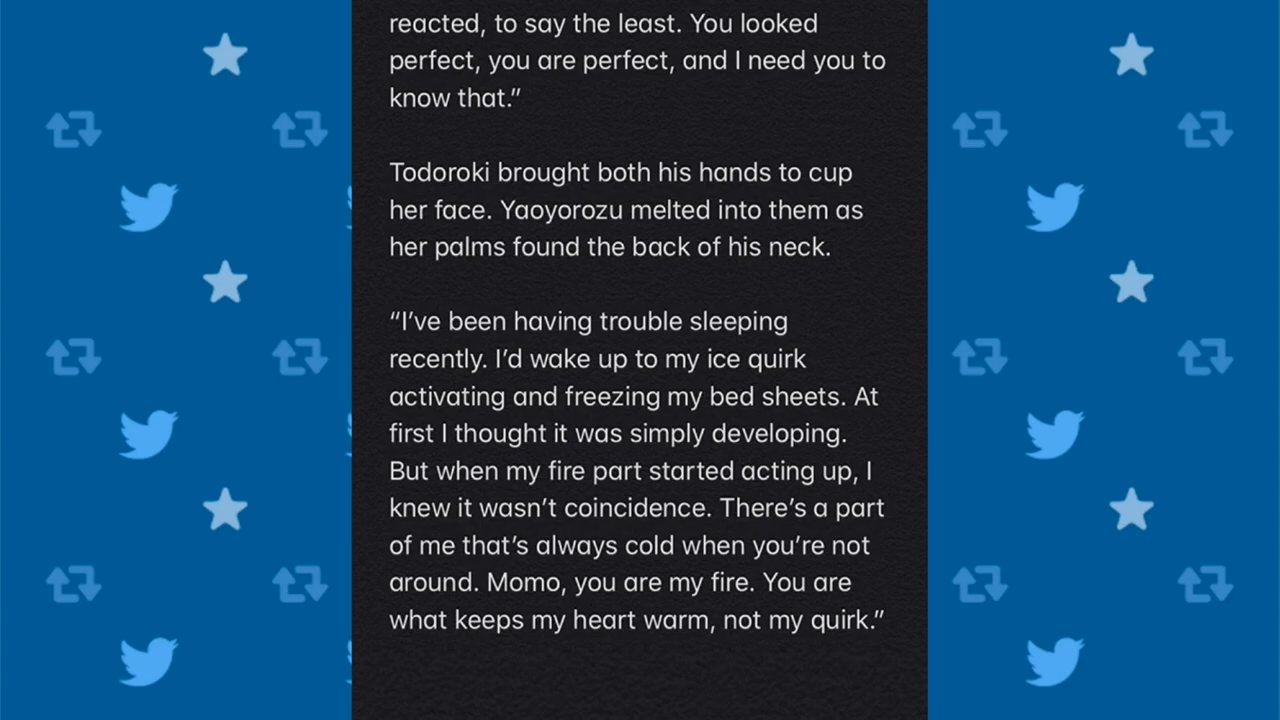 reacted, to say the least. You looked
perfect, you are perfect, and I need you to
know that.”
Todoroki brought both his hands to cup
her face. Yaoyorozu melted into them as
her palms found the back of his neck.
“I’ve been having trouble sleeping
recently. I’d wake up to my ice quirk
activating and freezing my bed sheets. At
first I thought it was simply developing.
But when my fire part started acting up, I
knew it wasn’t coincidence. There’s a part
of me that’s always cold when you’re not
around. Momo, you are my fire. You are
what keeps my heart warm, not my quirk.”